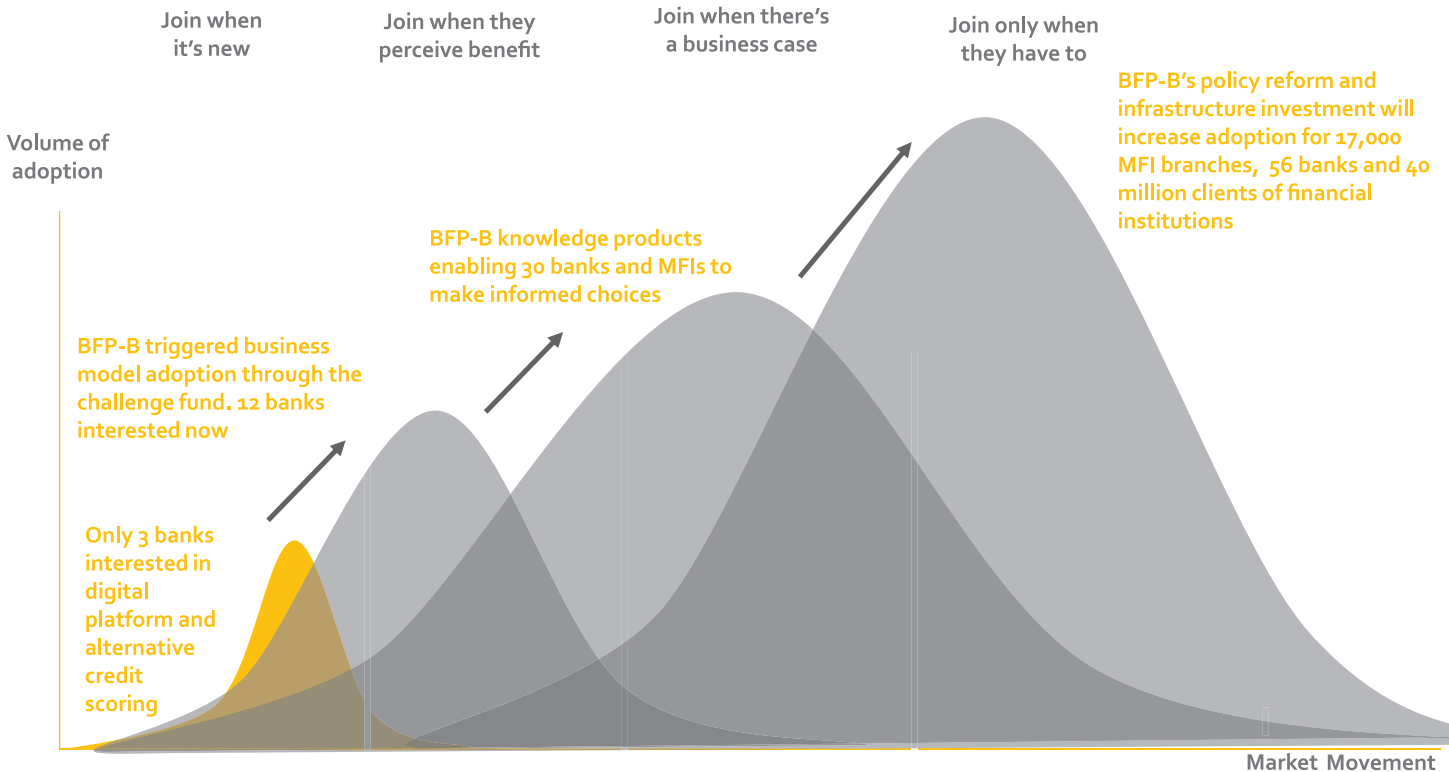 Join when
it's new
Join when they
perceive benefit
Join when there's
a business case
Join only when
they have to
Volume of
adoption
BFP-B's policy reform and
infrastructure investment will
increase adoption for 17,000
MFI branches, 56 banks and 40
million clients of financial
institutions
BFP-B knowledge products
enabling 30 banks and MFIs to
make informed choices
BFP-B triggered business
model adoption through the
challenge fund. 12 banks
interested now
Only 3 banks
interested in
digital
platform and
alternative
credit
scoring
Market Movement